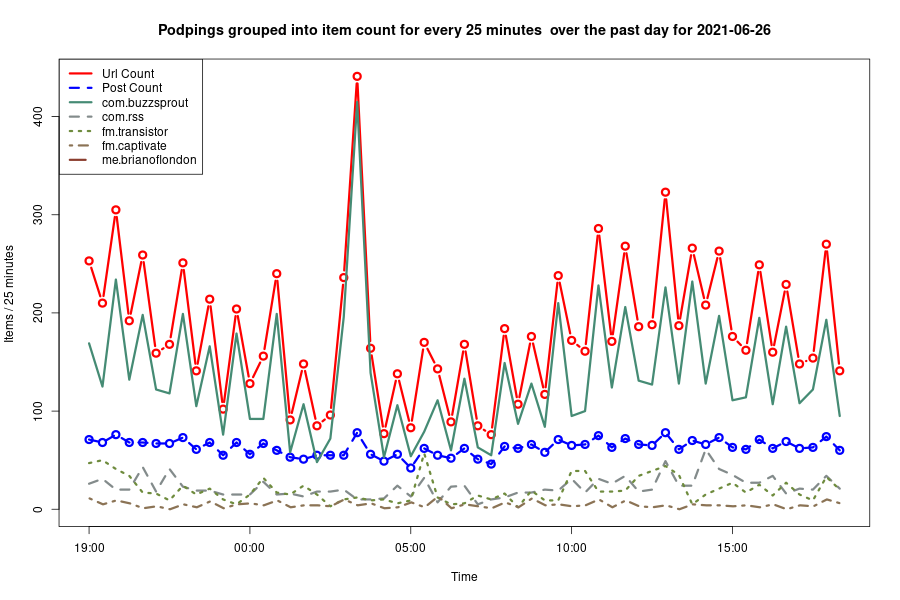 Podpings grouped into item count for every 25 minutes  over the past day for 2021-06-26
Url Count
Post Count
com.buzzsprout
com.rss
fm.transistor
fm.captivate
me.brianoflondon
Items / 25 minutes
400
300
200
100
0
19:00 00:00 05:00 10:00 15:00
Time